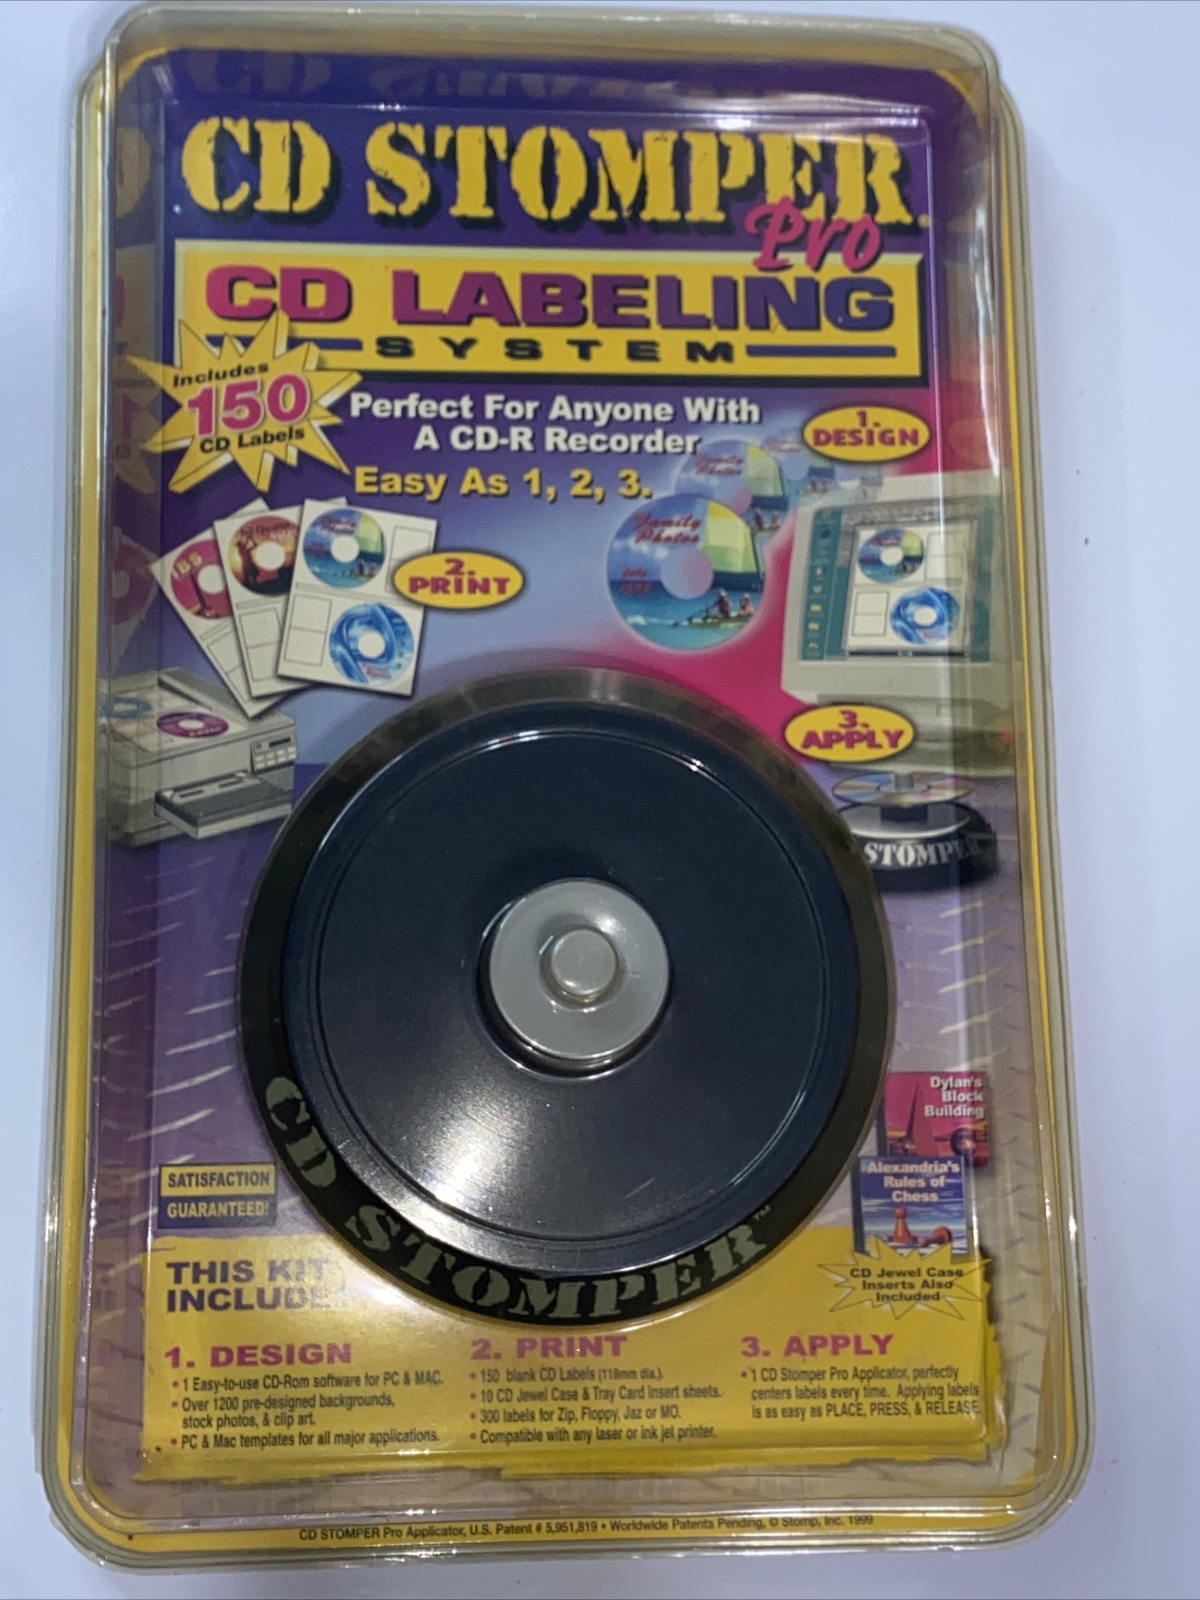 CD STOMPER
Pro
CD LABELING
SYSTEM
Includes
150
CD Labels
Perfect For Anyone With
A CD-R Recorder
Easy As 1, 2, 3.
1.
DESIGN
Family
Photos
Family
Photos
2.
PRINT
3.
APPLY
STOMPER
CD STOMPER™
Dylan's
Block
Building
Alexandria's
Rules of
Chess
CD Jewel Case
Inserts Also
Included
SATISFACTION
GUARANTEED!
THIS KIT
INCLUDE
1. DESIGN
• 1 Easy-to-use CD-Rom software for PC & MAC.
• Over 1200 pre-designed backgrounds,
stock photos, & clip art.
• PC & Mac templates for all major applications.
2. PRINT
• 150 blank CD Labels (118mm dia.).
• 10 CD Jewel Case & Tray Card Insert sheets.
• 300 labels for Zip, Floppy, Jaz or MO.
• Compatible with any laser or ink jet printer.
3. APPLY
• 1 CD Stomper Pro Applicator, perfectly
centers labels every time. Applying labels
is as easy as PLACE, PRESS, & RELEASE.
CD STOMPER Pro Applicator, U.S. Patent # 5,951,819 • Worldwide Patents Pending, © Stomp, Inc. 1999